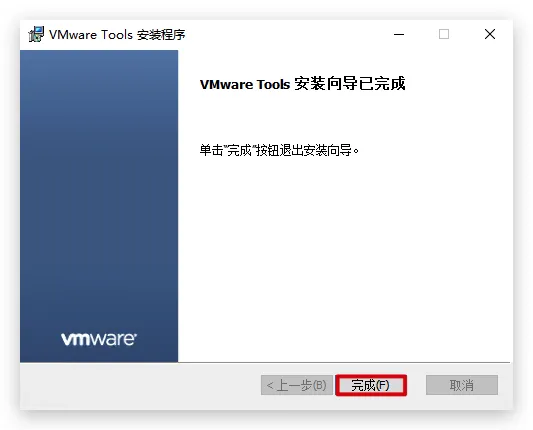 VMware Tools 安装程序
VMware Tools 安装向导已完成
单击"完成"按钮退出安装向导。
vmware®
< 上一步(B)
完成(F)
取消